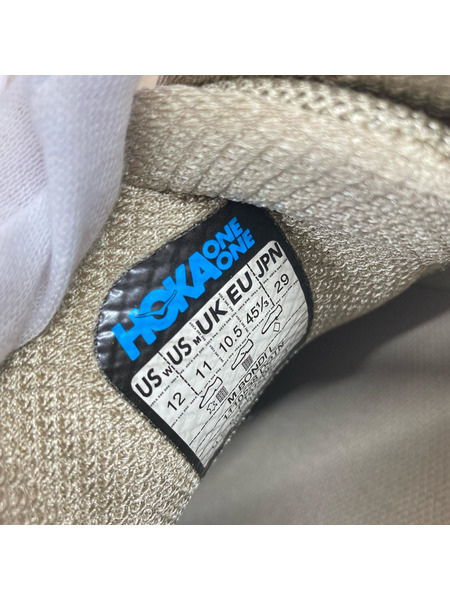 HOKA ONE ONE
US W US M UK EU JPN
12 11 10.5 45⅓ 29
M BONDI L